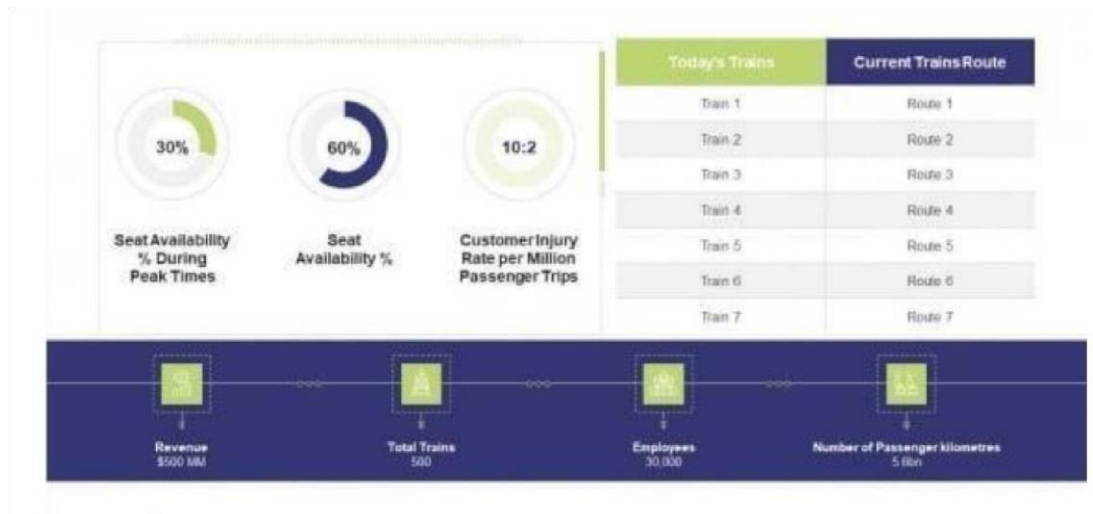 30%
60%
10:2
Seat Availability
% During
Peak Times
Seat
Availability %
Customer Injury
Rate per Million
Passenger Trips
Today's Trains Current Trains Route
Train 1 Route 1
Train 2 Route 2
Train 3 Route 3
Train 4 Route 4
Train 5 Route 5
Train 6 Route 6
Train 7 Route 7
Revenue
$500 MM
Total Trains
500
Employees
30,000
Number of Passenger kilometres
5.6bn